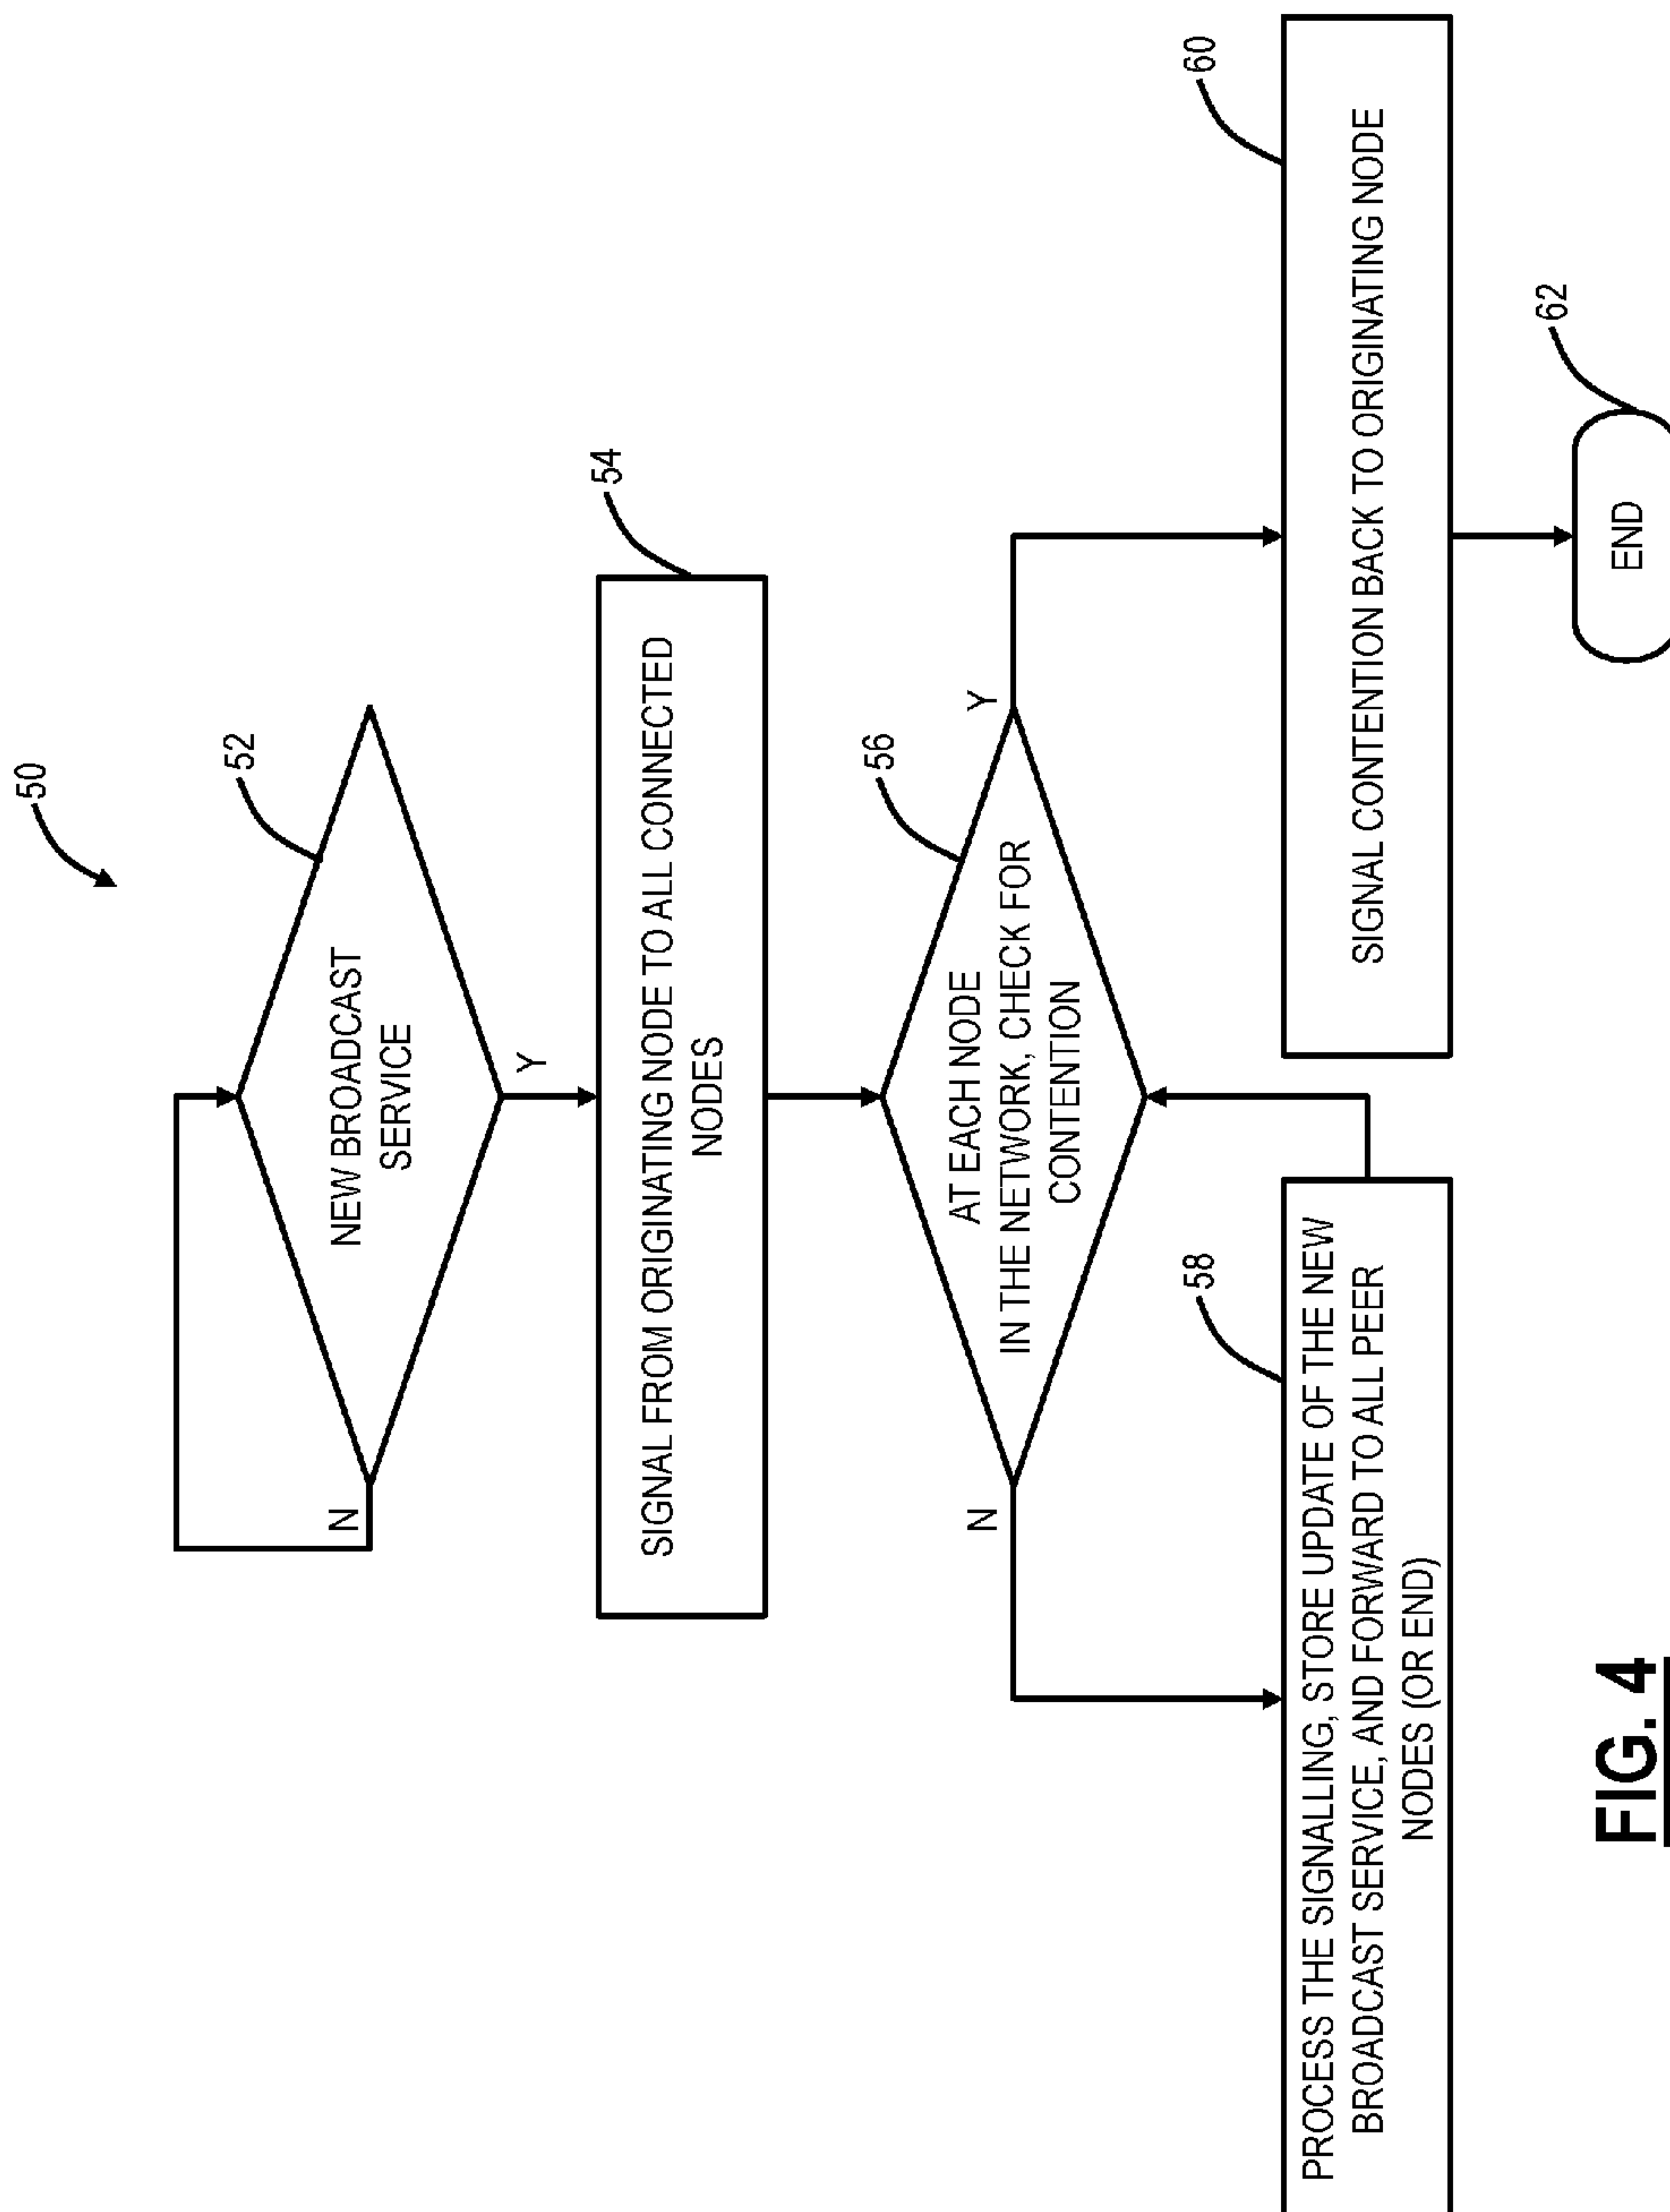 50
52
NEW BROADCAST
SERVICE
N
Y
54
SIGNAL FROM ORIGINATING NODE TO ALL CONNECTED
NODES
56
AT EACH NODE
IN THE NETWORK, CHECK FOR
CONTENTION
N
Y
58
PROCESS THE SIGNALLING, STORE UPDATE OF THE NEW
BROADCAST SERVICE, AND FORWARD TO ALL PEER
NODES (OR END)
60
SIGNAL CONTENTION BACK TO ORIGINATING NODE
62
END
FIG. 4